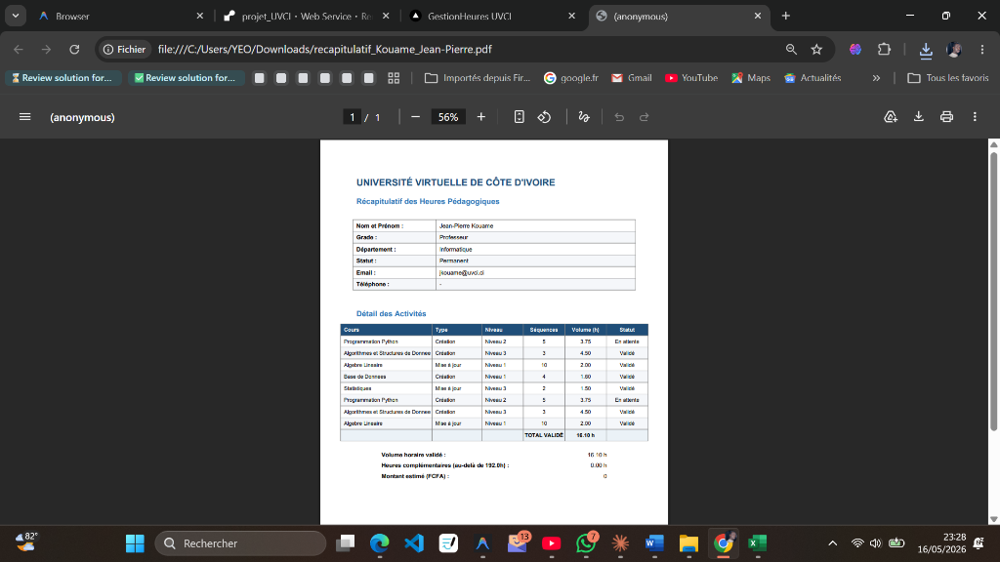 Browser
projet_UVCI · Web Service · Re
GestionHeures UVCI
(anonymous)
Fichier
file:///C:/Users/YEO/Downloads/recapitulatif_Kouame_Jean-Pierre.pdf
Review solution for...
Review solution for...
Importés depuis Fir...
google.fr
Gmail
YouTube
Maps
Actualités
Tous les favoris
(anonymous)
1 / 1
56%
UNIVERSITÉ VIRTUELLE DE CÔTE D'IVOIRE
Récapitulatif des Heures Pédagogiques
Nom et Prénom : Jean-Pierre Kouame
Grade : Professeur
Département : Informatique
Statut : Permanent
Email : jkouame@uvci.ci
Téléphone : -
Détail des Activités
Cours Type Niveau Séquences Volume (h) Statut
Programmation Python Création Niveau 2 5 3.75 En attente
Algorithmes et Structures de Donnee Création Niveau 3 3 4.50 Validé
Algebre Lineaire Mise à jour Niveau 1 10 2.00 Validé
Base de Donnees Création Niveau 1 4 1.60 Validé
Statistiques Mise à jour Niveau 3 2 1.50 Validé
Programmation Python Création Niveau 2 5 3.75 En attente
Algorithmes et Structures de Donnee Création Niveau 3 3 4.50 Validé
Algebre Lineaire Mise à jour Niveau 1 10 2.00 Validé
TOTAL VALIDÉ 16.10 h
Volume horaire validé : 16.10 h
Heures complémentaires (au-delà de 192.0h) : 0.00 h
Montant estimé (FCFA) : 0
82°
Rechercher
13
7
23:28
16/05/2026